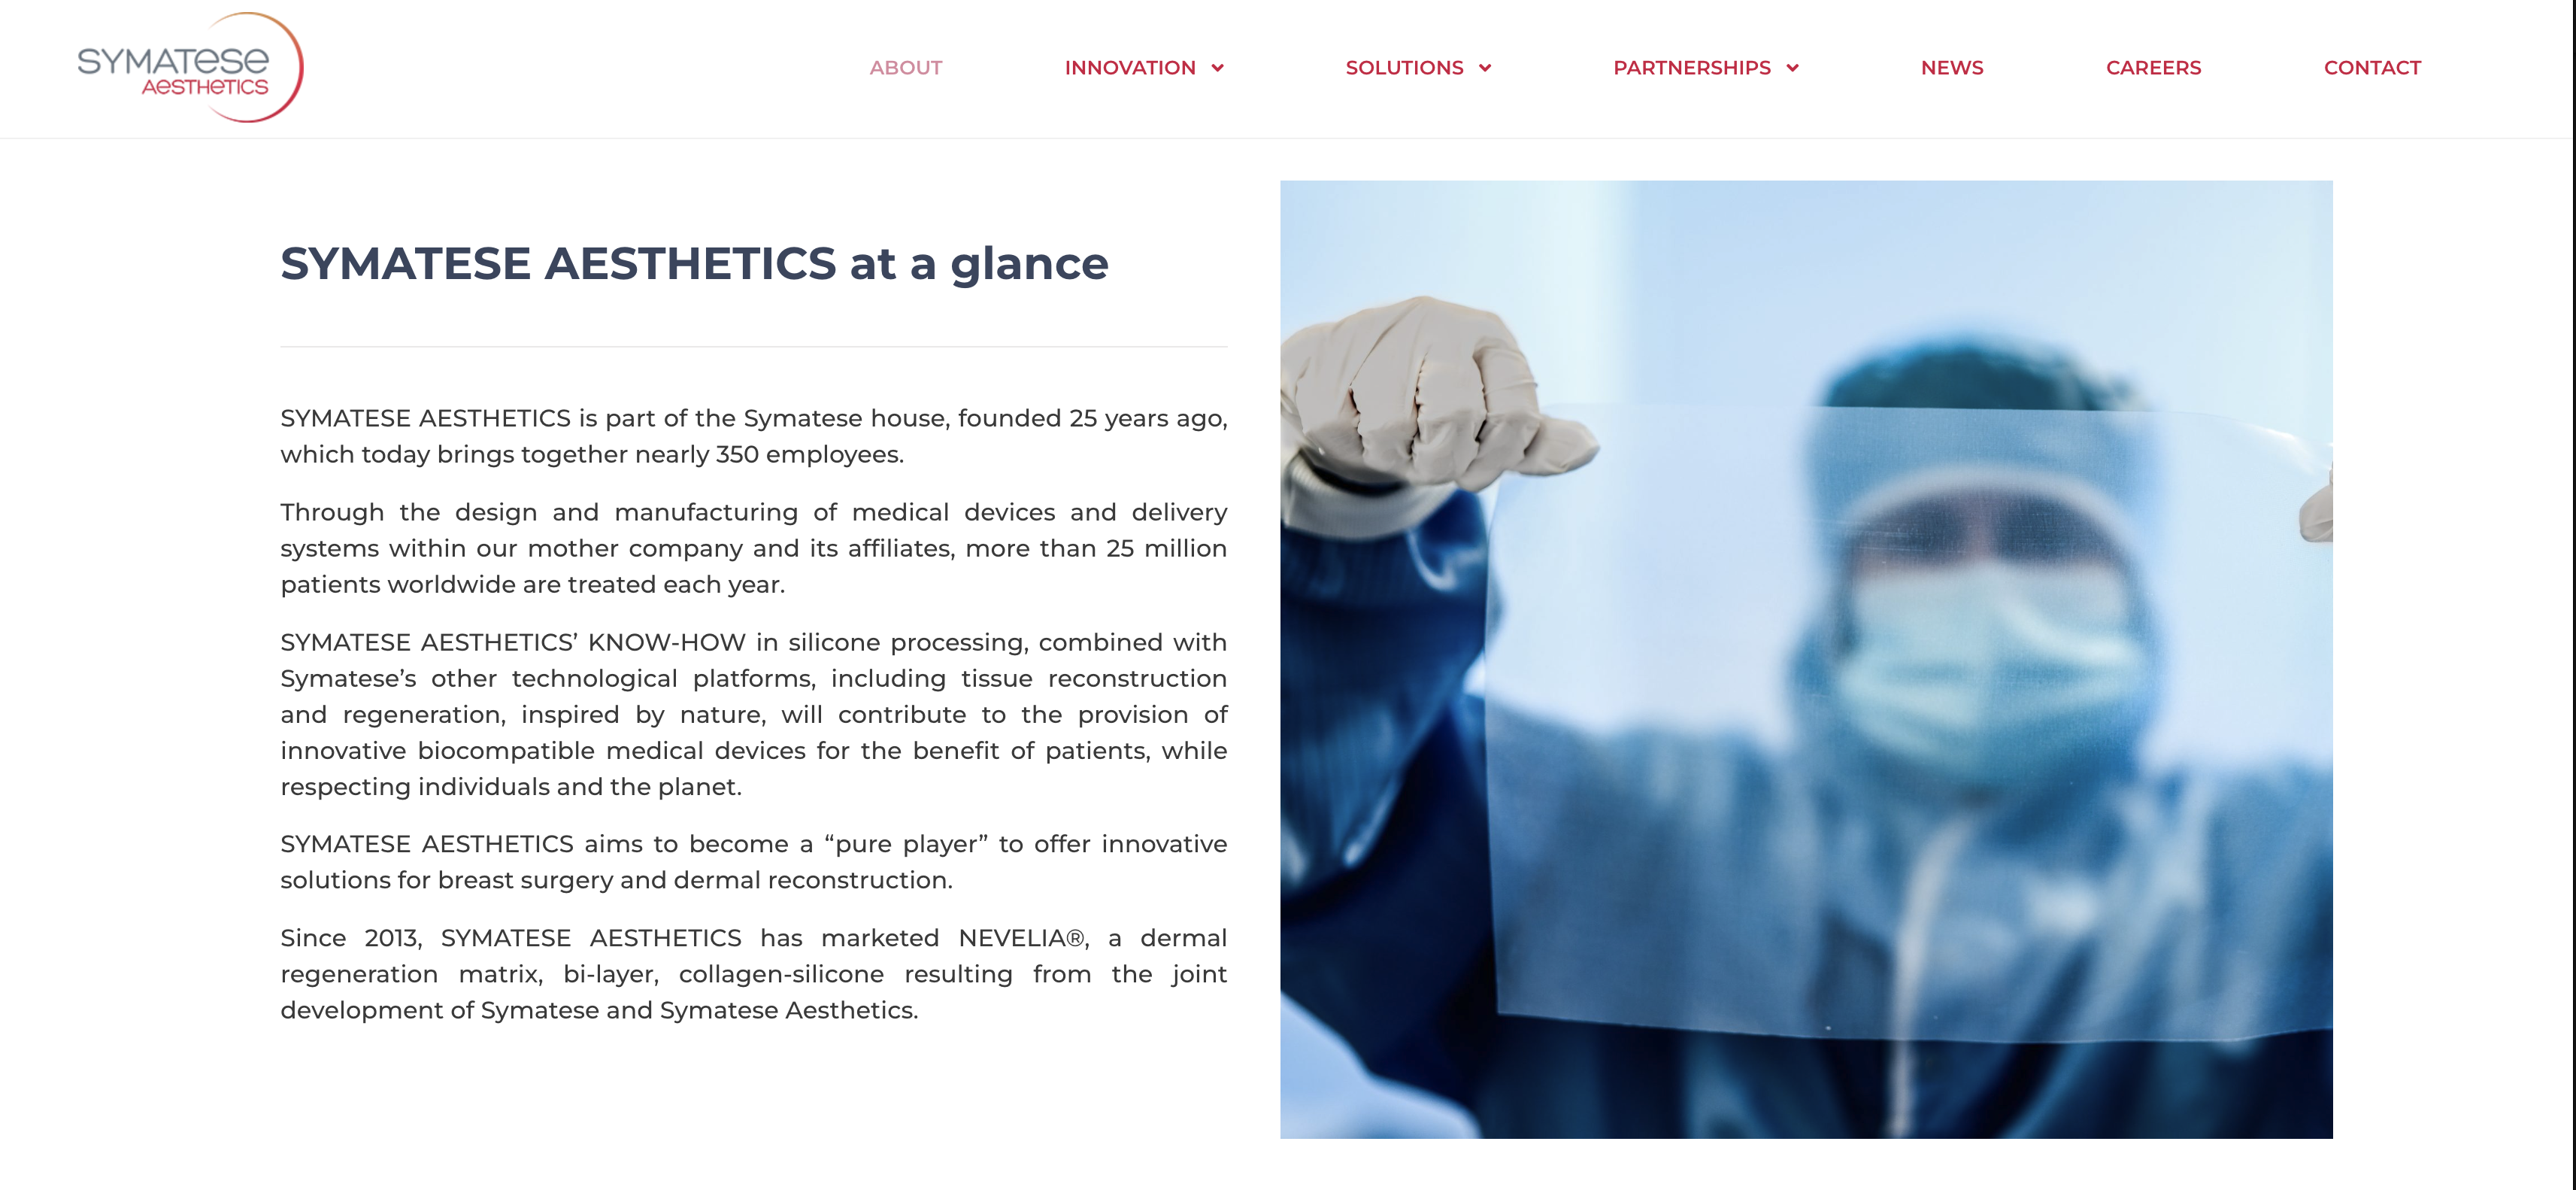 SYMATESE
AESTHETICS
ABOUT
INNOVATION
SOLUTIONS
PARTNERSHIPS
NEWS
CAREERS
CONTACT
SYMATESE AESTHETICS at a glance
SYMATESE AESTHETICS is part of the Symatese house, founded 25 years ago,
which today brings together nearly 350 employees.
Through the design and manufacturing of medical devices and delivery
systems within our mother company and its affiliates, more than 25 million
patients worldwide are treated each year.
SYMATESE AESTHETICS’ KNOW-HOW in silicone processing, combined with
Symatese’s other technological platforms, including tissue reconstruction
and regeneration, inspired by nature, will contribute to the provision of
innovative biocompatible medical devices for the benefit of patients, while
respecting individuals and the planet.
SYMATESE AESTHETICS aims to become a “pure player” to offer innovative
solutions for breast surgery and dermal reconstruction.
Since 2013, SYMATESE AESTHETICS has marketed NEVELIA®, a dermal
regeneration matrix, bi-layer, collagen-silicone resulting from the joint
development of Symatese and Symatese Aesthetics.